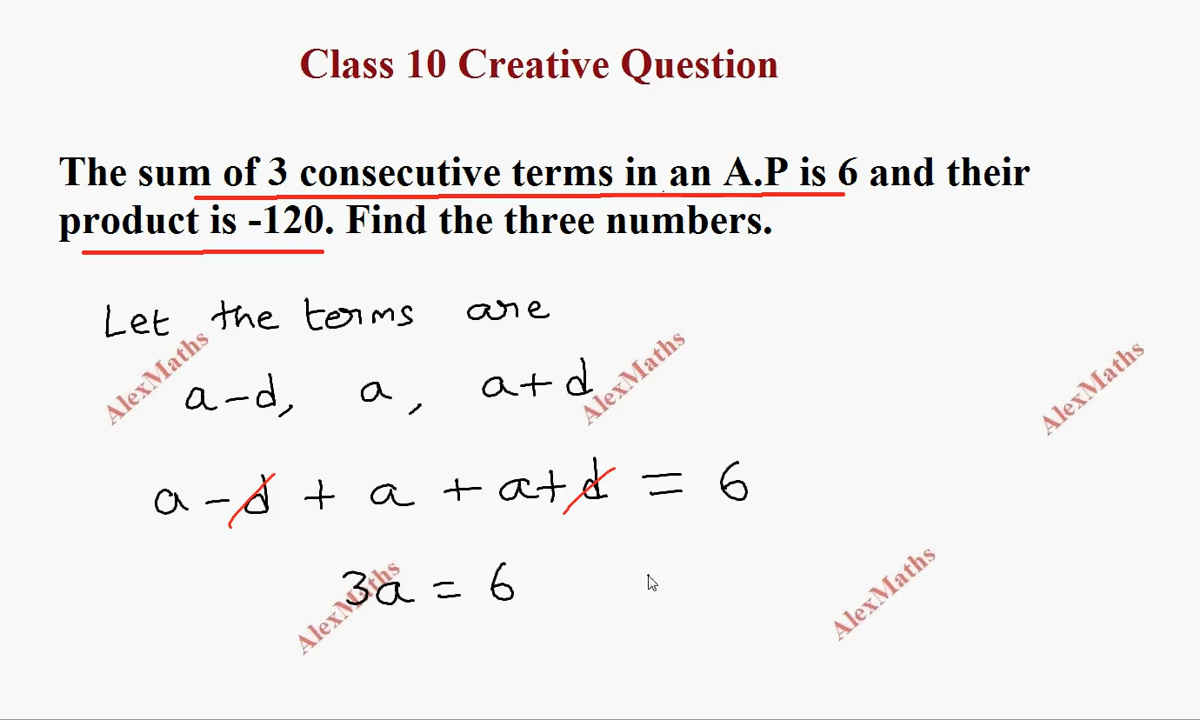 Class 10 Creative Question
The sum of 3 consecutive terms in an A.P is 6 and their
product is -120. Find the three numbers.
Let the terms are
AlexMaths
AlexMaths
AlexMaths
a-d, a, a+d
a - d + a + a+d = 6
3a = 6
AlexMaths
AlexMaths